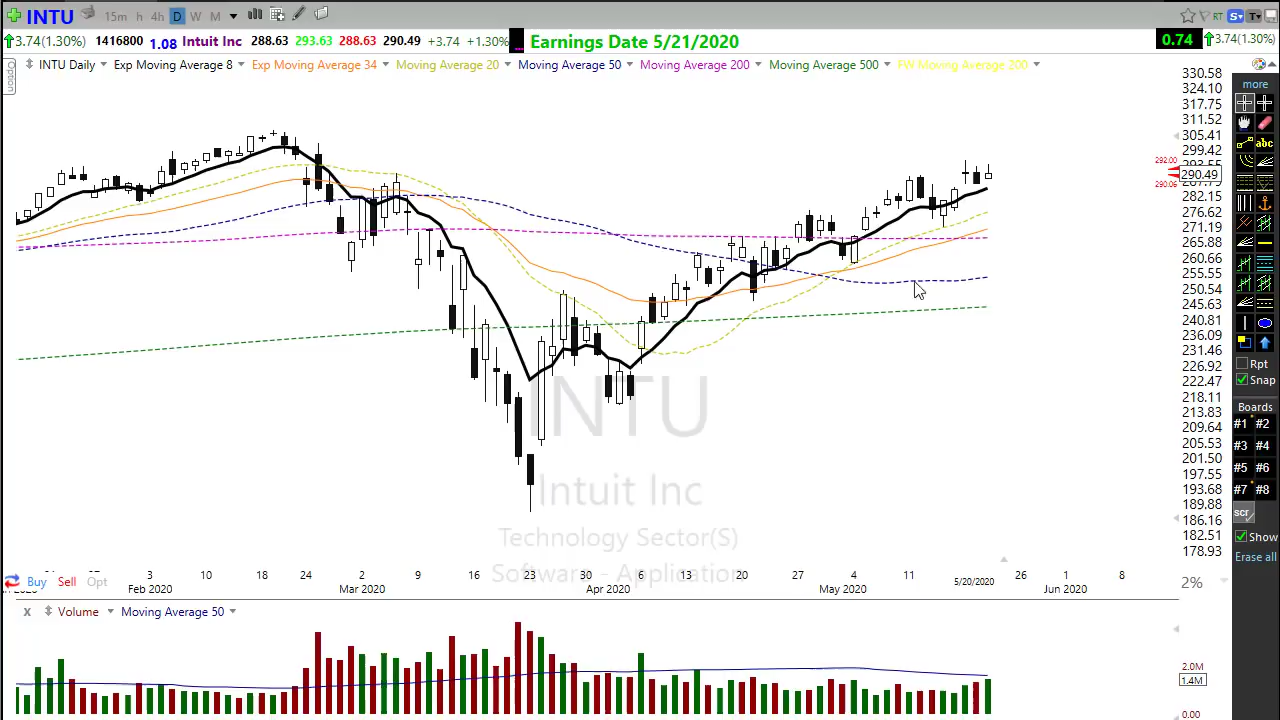 INTU 15m h 4h D W M RT S T
3.74(1.30%) 1416800 1.08 Intuit Inc 288.63 293.63 288.63 290.49 +3.74 +1.30% Earnings Date 5/21/2020 0.74 3.74(1.30%)
Option
INTU Daily Exp Moving Average 8 Exp Moving Average 34 Moving Average 20 Moving Average 50 Moving Average 200 Moving Average 500 FW Moving Average 200
330.58
324.10
317.75
311.52
305.41
299.42
292.00
290.49
290.06
282.15
276.62
271.19
265.88
260.66
255.55
250.54
245.63
240.81
236.09
231.46
226.92
222.47
218.11
213.83
209.64
205.53
201.50
197.55
193.68
189.88
186.16
182.51
178.93
more
abc
Rpt
Snap
Boards
#1 #2
#3 #4
#5 #6
#7 #8
scr
Show
Erase all
INTU
Intuit Inc
Technology Sector(S)
Software - Application
3 10 18 24 2 9 16 23 30 6 13 20 27 4 11 5/20/2020 26 1 8
Feb 2020 Mar 2020 Apr 2020 May 2020 Jun 2020
Buy Sell Opt
2%
X Volume Moving Average 50
2.0M
1.4M
0.00